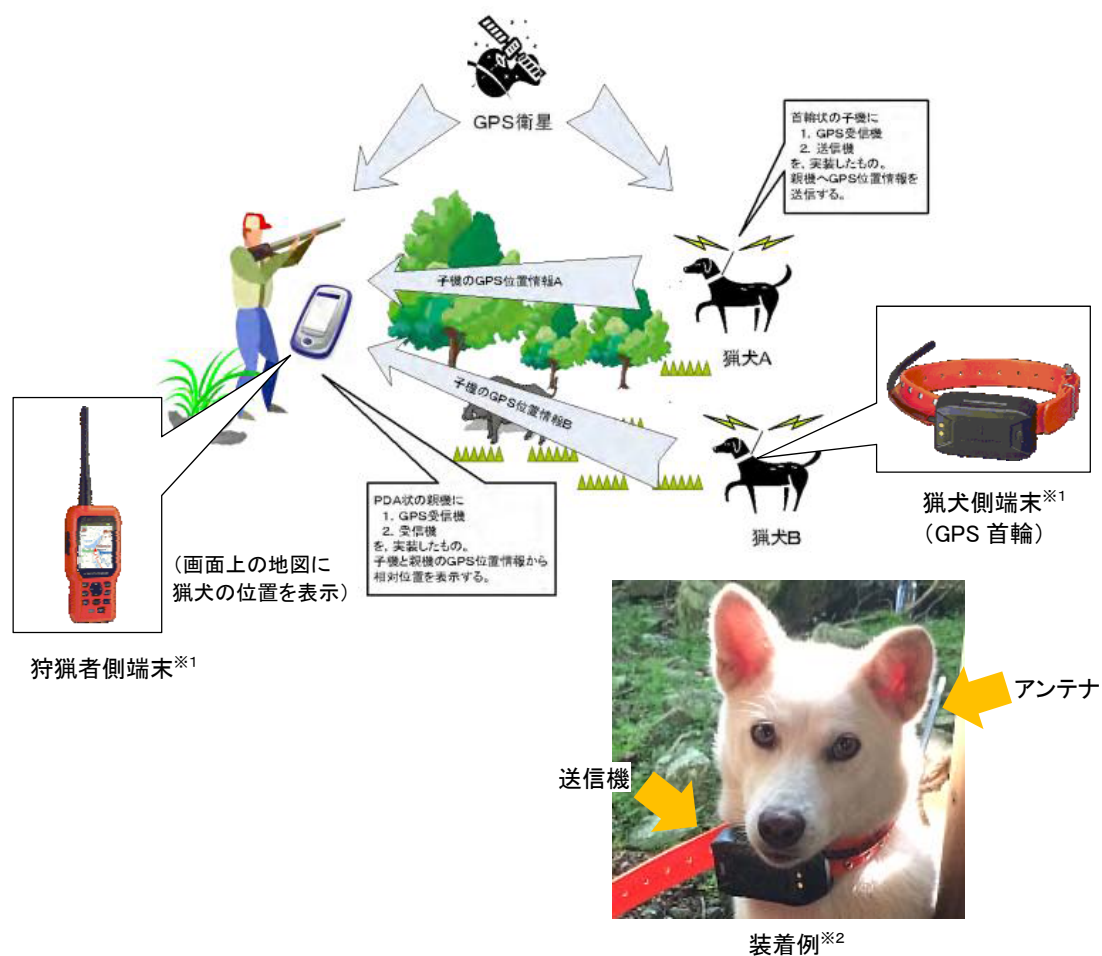 GPS衛星
首輪状の子機に
1. GPS受信機
2. 送信機
を、実装したもの。
親機へGPS位置情報を
送信する。
子機のGPS位置情報A
猟犬A
子機のGPS位置情報B
猟犬B
猟犬側端末※1
（GPS 首輪）
PDA状の親機に
1. GPS受信機
2. 受信機
を、実装したもの。
子機と親機のGPS位置情報から
相対位置を表示する。
（画面上の地図に
猟犬の位置を表示）
狩猟者側端末※1
アンテナ
送信機
装着例※2